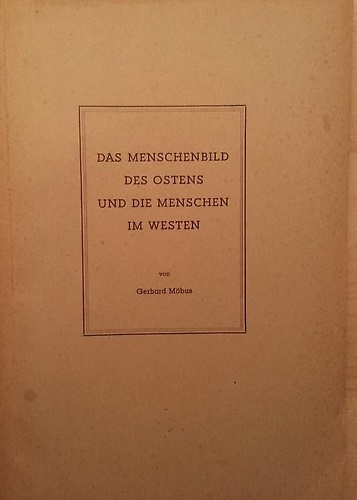 DAS MENSCHENBILD
DES OSTENS
UND DIE MENSCHEN
IM WESTEN
von
Gerhard Möbus